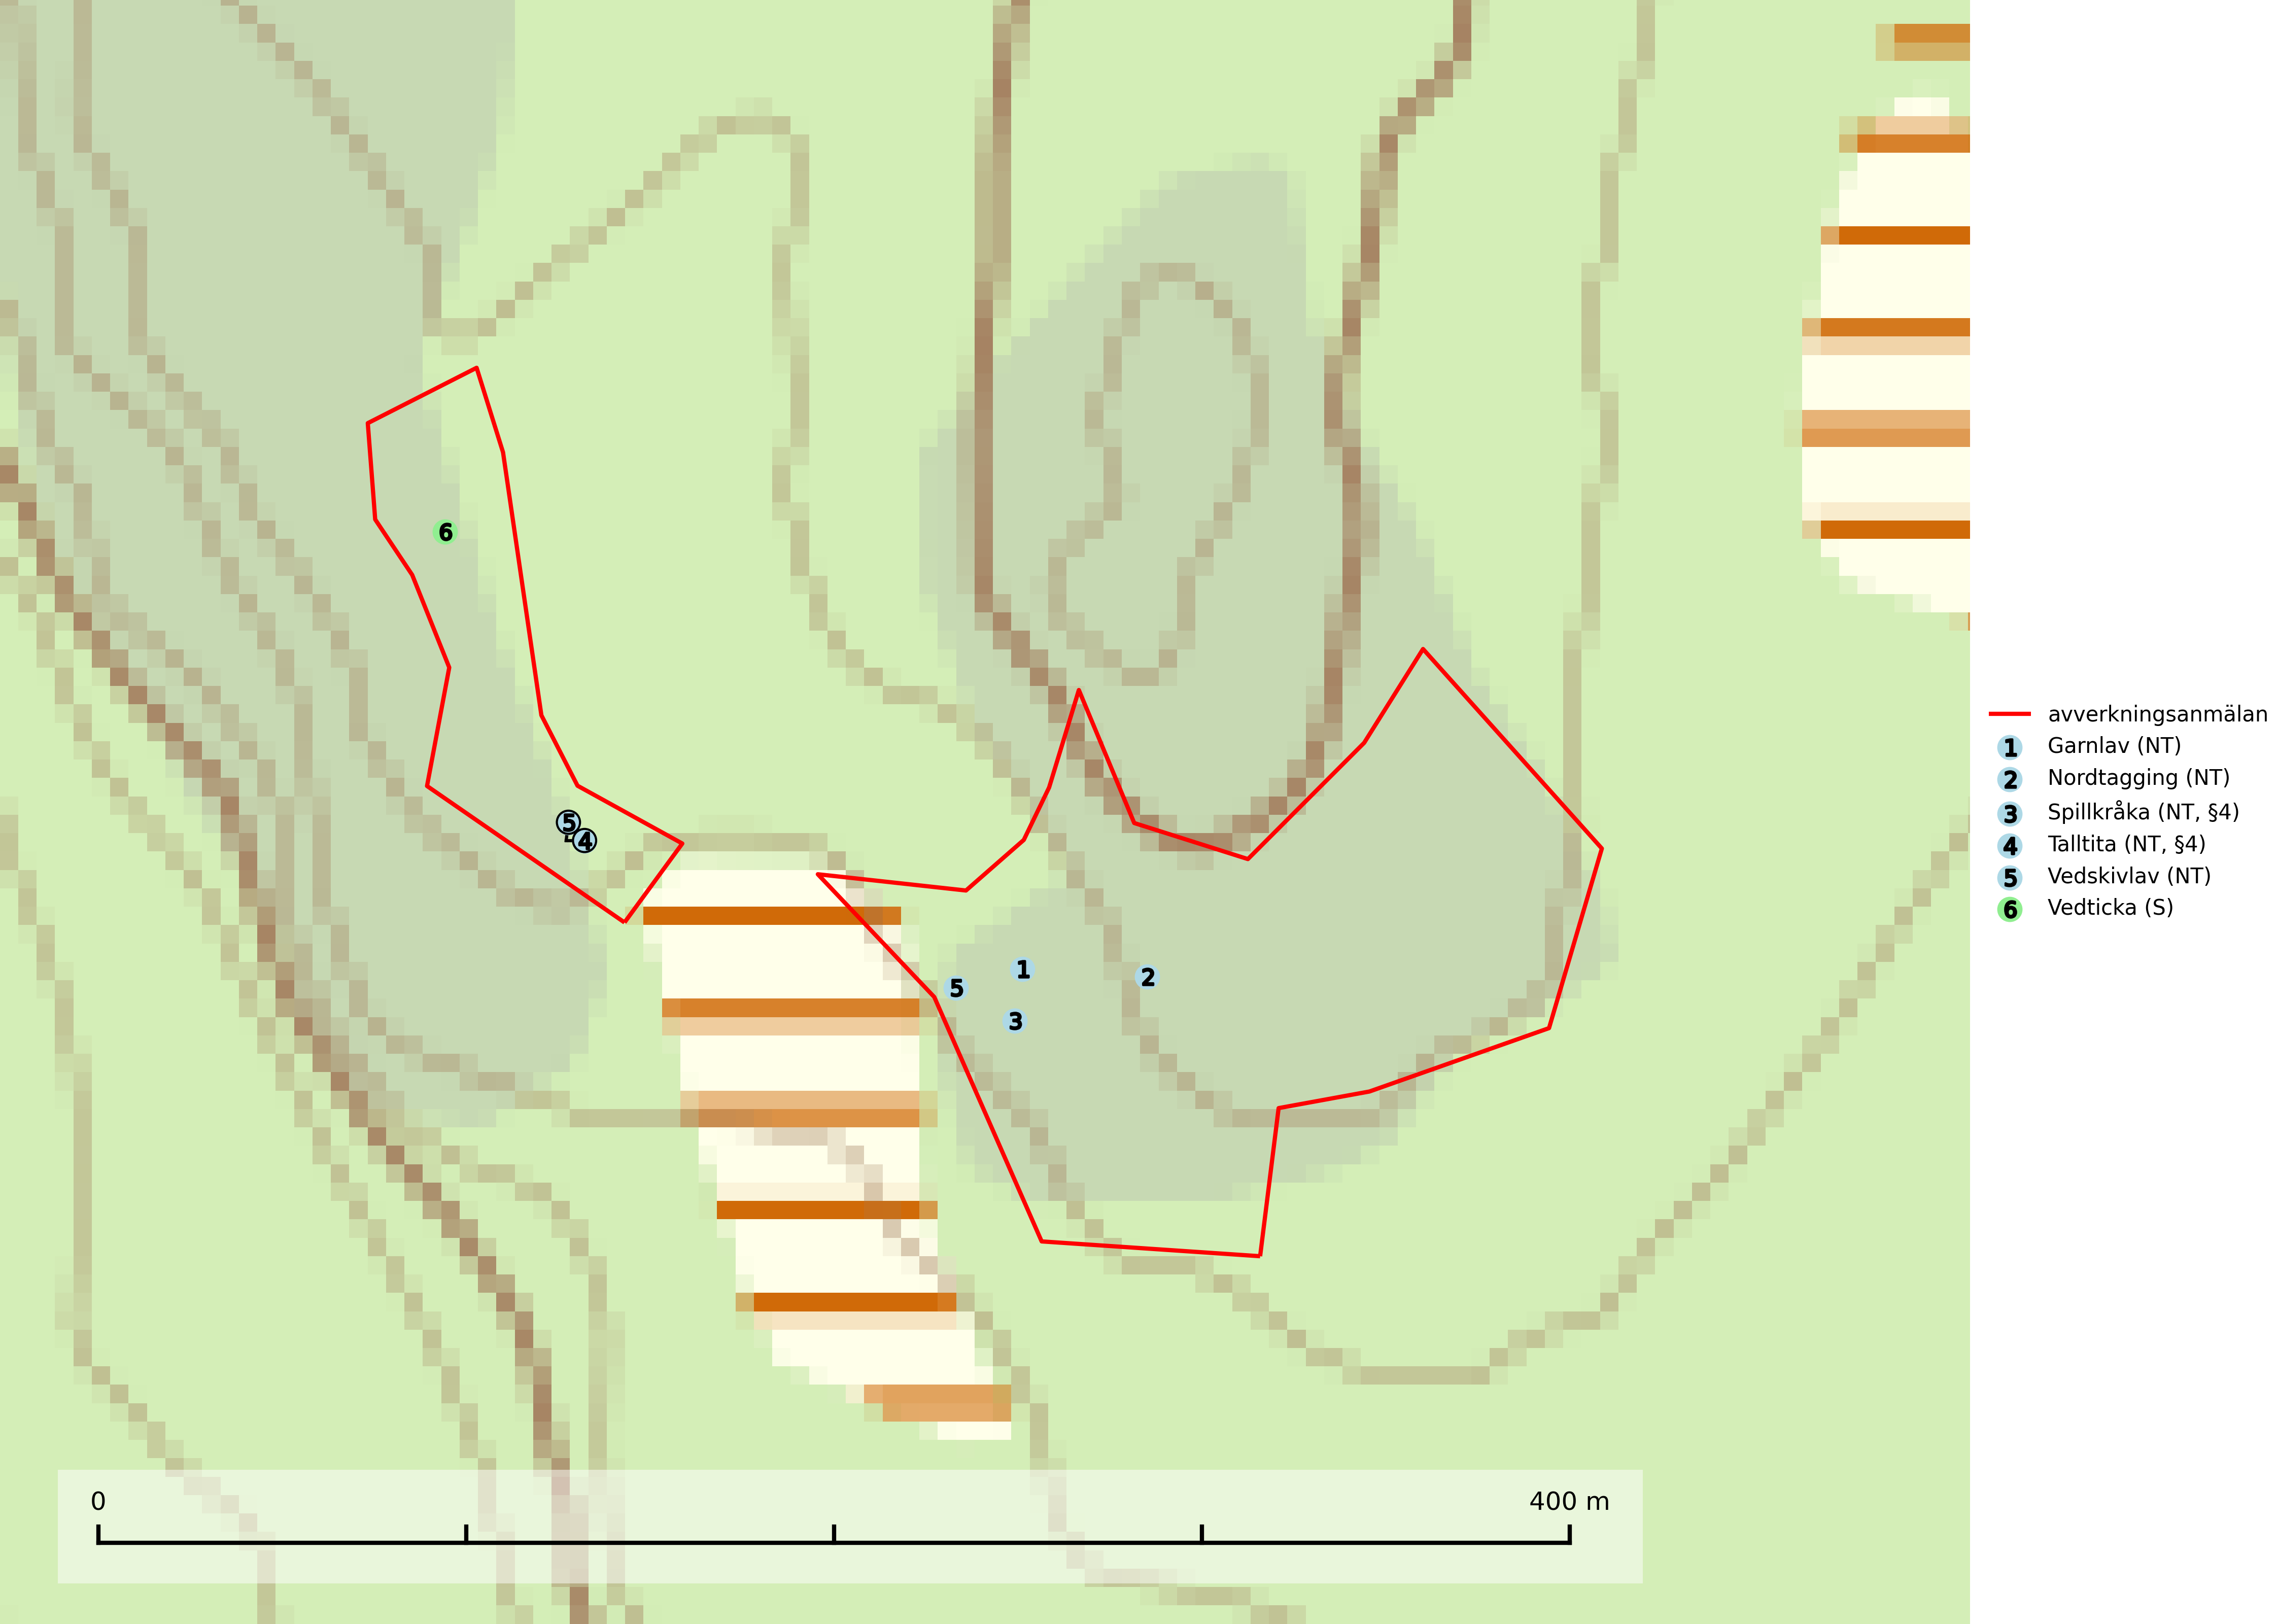 6
5
4
1
5
2
3
0
400 m
avverkningsanmälan
1 Garnlav (NT)
2 Nordtagging (NT)
3 Spillkråka (NT, §4)
4 Talltita (NT, §4)
5 Vedskivlav (NT)
6 Vedticka (S)